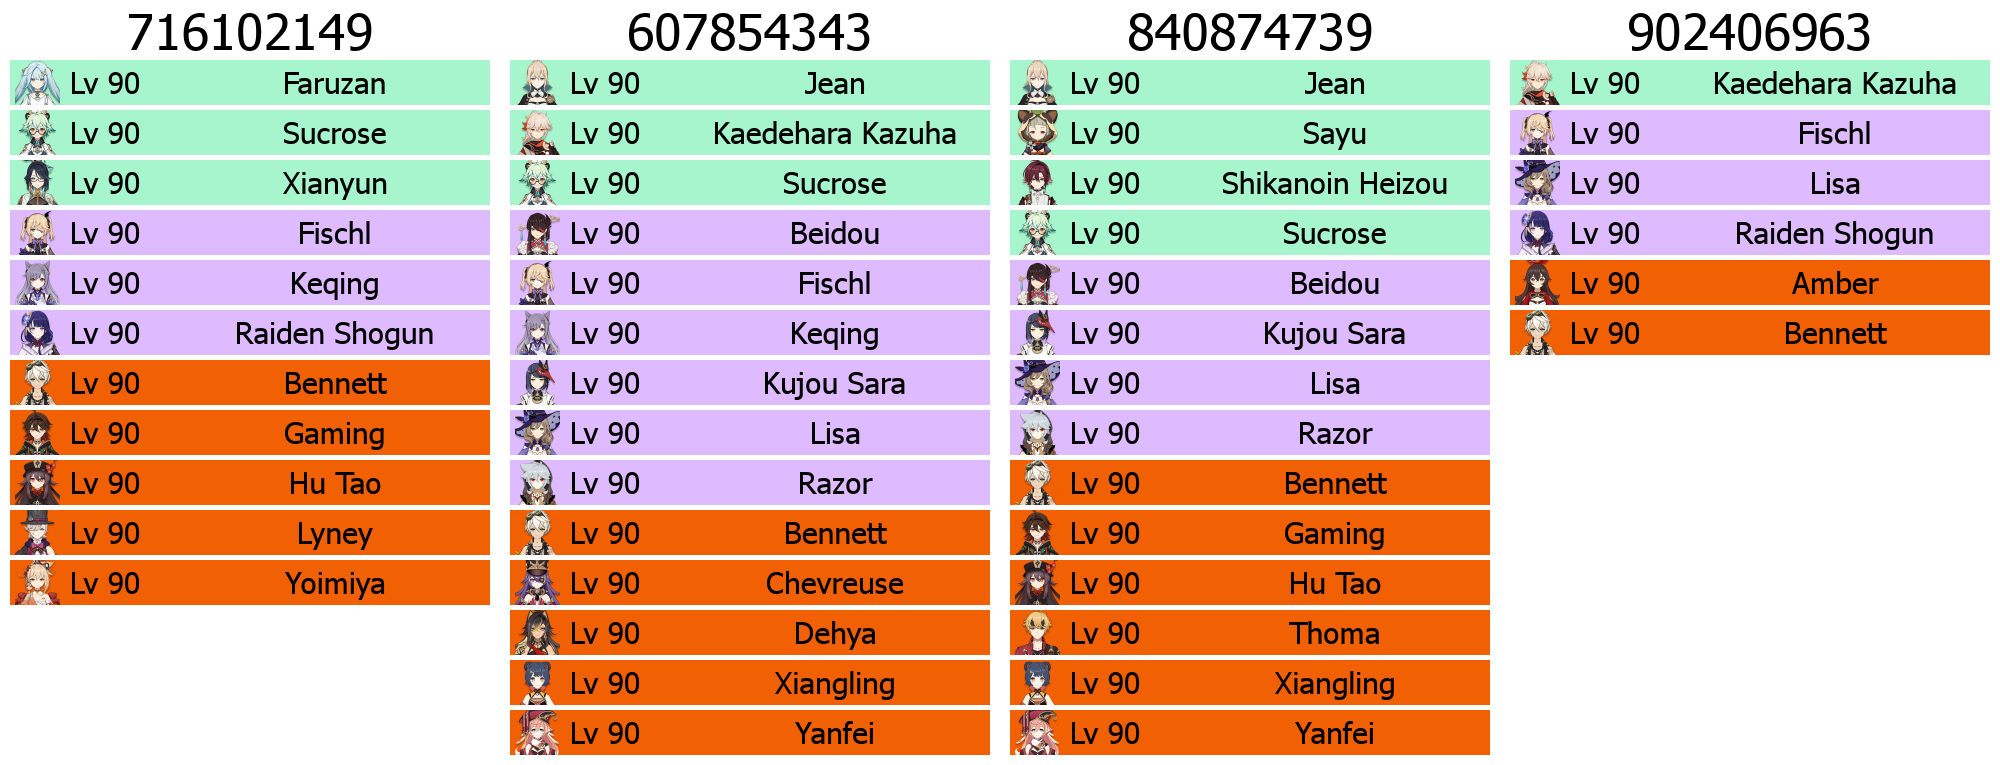 716102149
Lv 90 Faruzan
Lv 90 Sucrose
Lv 90 Xianyun
Lv 90 Fischl
Lv 90 Keqing
Lv 90 Raiden Shogun
Lv 90 Bennett
Lv 90 Gaming
Lv 90 Hu Tao
Lv 90 Lyney
Lv 90 Yoimiya
607854343
Lv 90 Jean
Lv 90 Kaedehara Kazuha
Lv 90 Sucrose
Lv 90 Beidou
Lv 90 Fischl
Lv 90 Keqing
Lv 90 Kujou Sara
Lv 90 Lisa
Lv 90 Razor
Lv 90 Bennett
Lv 90 Chevreuse
Lv 90 Dehya
Lv 90 Xiangling
Lv 90 Yanfei
840874739
Lv 90 Jean
Lv 90 Sayu
Lv 90 Shikanoin Heizou
Lv 90 Sucrose
Lv 90 Beidou
Lv 90 Kujou Sara
Lv 90 Lisa
Lv 90 Razor
Lv 90 Bennett
Lv 90 Gaming
Lv 90 Hu Tao
Lv 90 Thoma
Lv 90 Xiangling
Lv 90 Yanfei
902406963
Lv 90 Kaedehara Kazuha
Lv 90 Fischl
Lv 90 Lisa
Lv 90 Raiden Shogun
Lv 90 Amber
Lv 90 Bennett